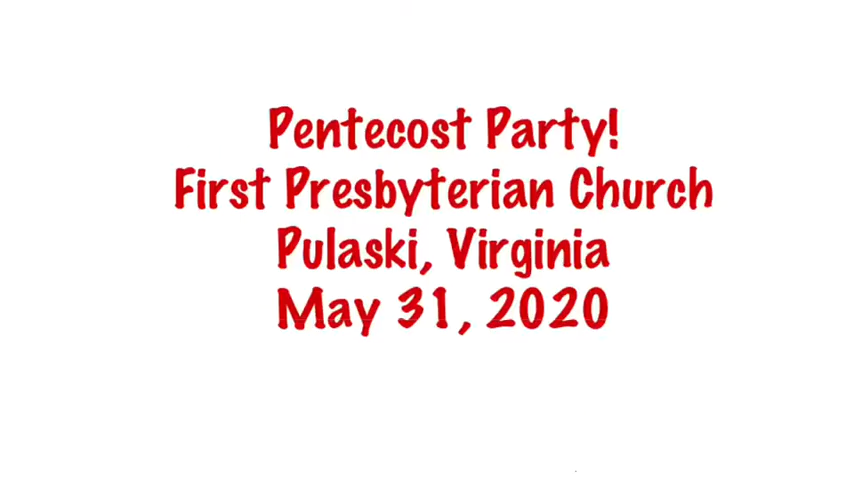 Pentecost Party!
First Presbyterian Church
Pulaski, Virginia
May 31, 2020